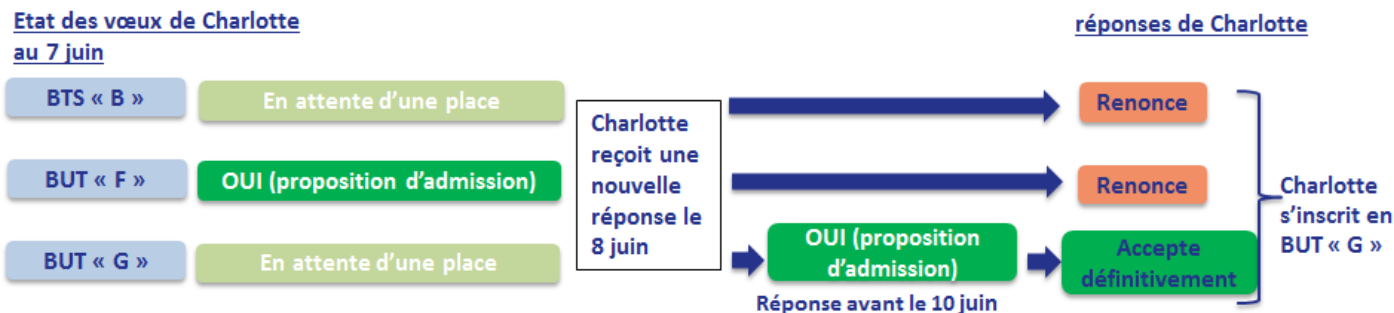 Etat des vœux de Charlotte
au 7 juin
réponses de Charlotte
BTS « B »
En attente d'une place
Renonce
BUT « F »
OUI (proposition d'admission)
Renonce
BUT « G »
En attente d'une place
Charlotte
reçoit une
nouvelle
réponse le
8 juin
OUI (proposition
d'admission)
Réponse avant le 10 juin
Accepte
définitivement
Charlotte
s'inscrit en
BUT « G »